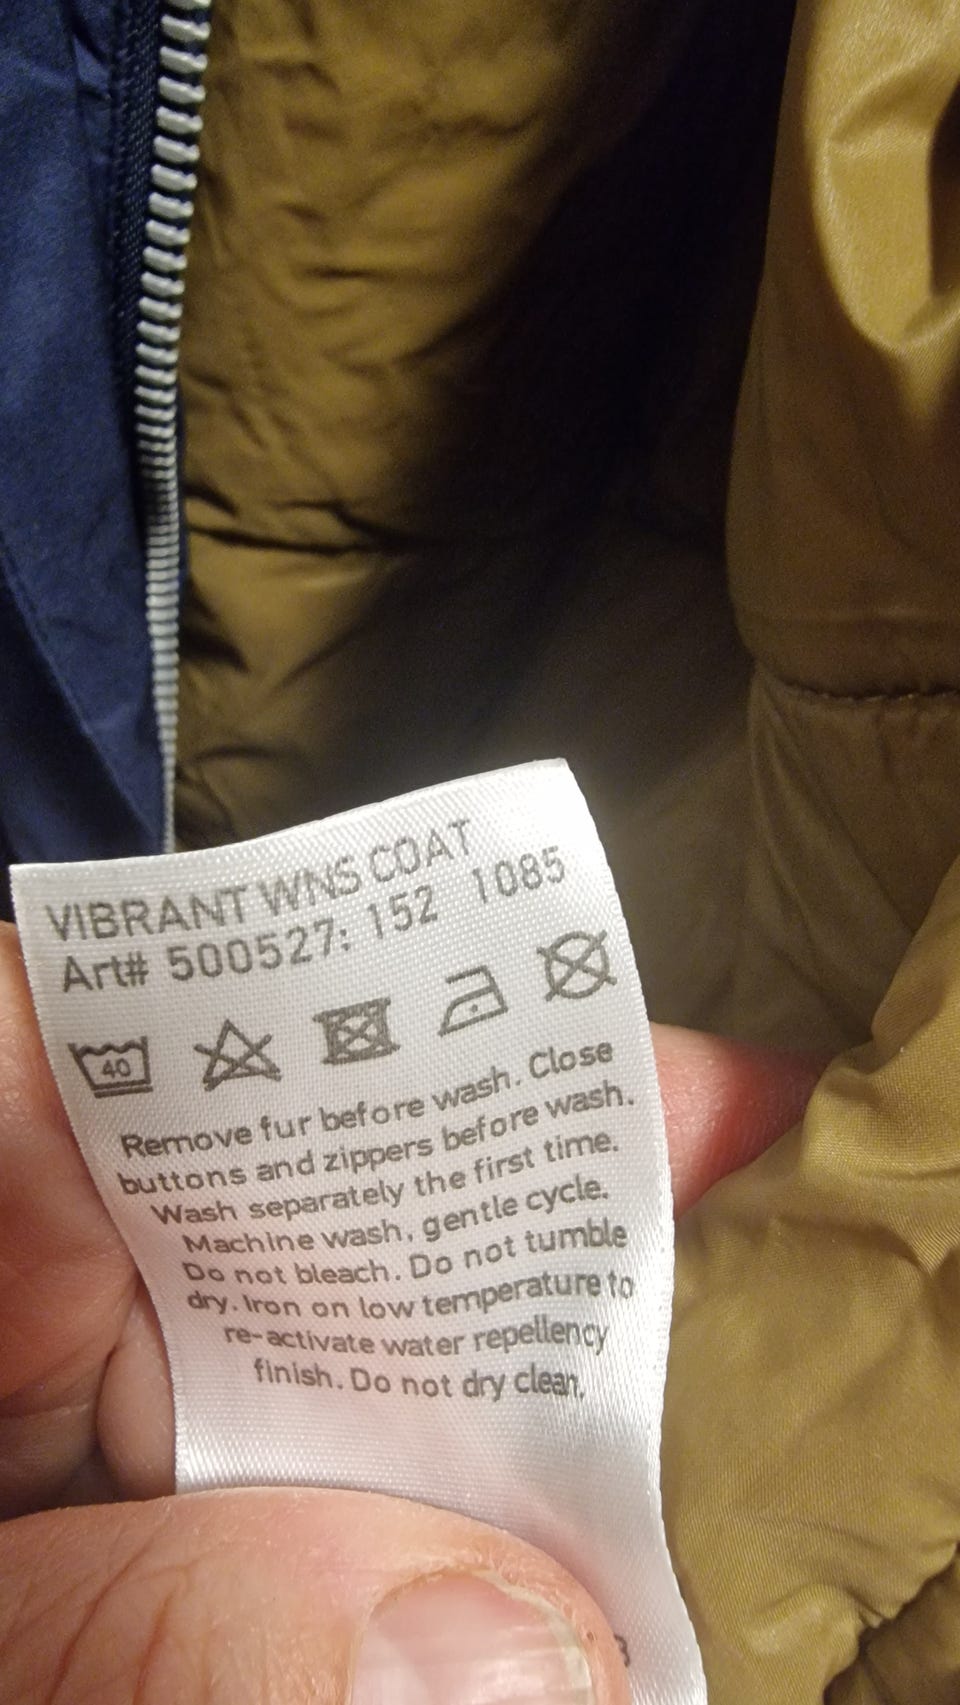 VIBRANT WNS COAT
Art# 500527: 152 1085
40
Remove fur before wash. Close
buttons and zippers before wash.
Wash separately the first time.
Machine wash, gentle cycle.
Do not bleach. Do not tumble
dry. Iron on low temperature to
re-activate water repellency
finish. Do not dry clean.